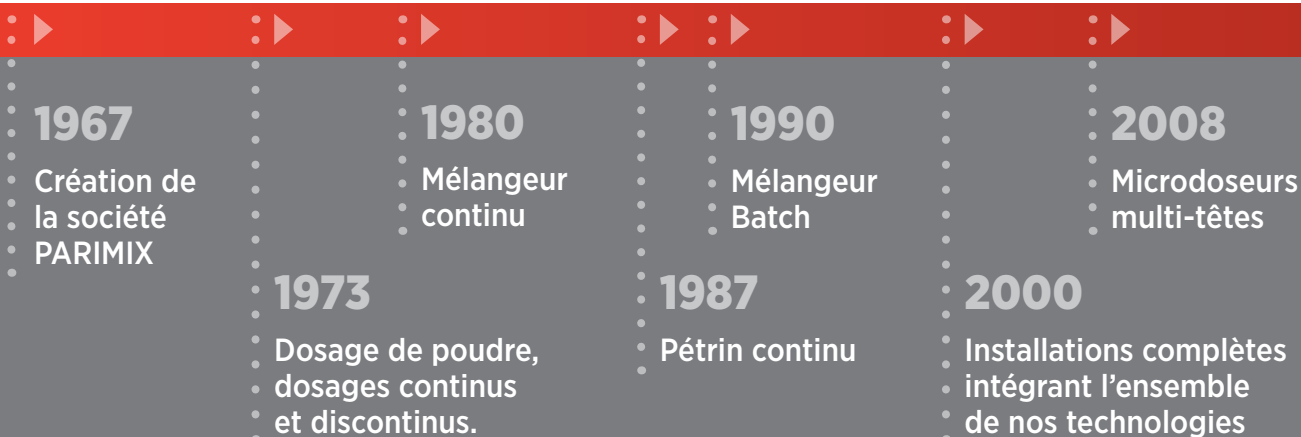 1967
Création de
la société
PARIMIX
1973
Dosage de poudre,
dosages continus
et discontinus.
1980
Mélangeur
continu
1987
Pétrin continu
1990
Mélangeur
Batch
2000
Installations complètes
intégrant l’ensemble
de nos technologies
2008
Microdoseurs
multi-têtes